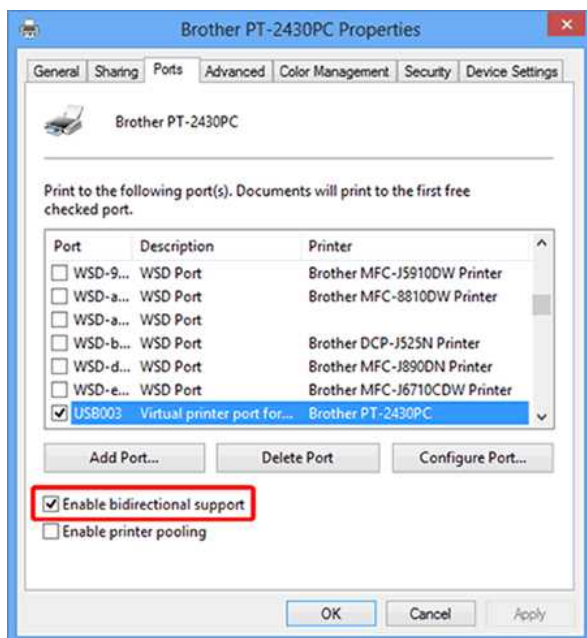 Brother PT-2430PC Properties
General Sharing Ports Advanced Color Management Security Device Settings
Brother PT-2430PC
Print to the following port(s). Documents will print to the first free
checked port.
Port Description Printer
WSD-9... WSD Port Brother MFC-J5910DW Printer
WSD-a... WSD Port Brother MFC-8810DW Printer
WSD-a... WSD Port
WSD-b... WSD Port Brother DCP-J525N Printer
WSD-d... WSD Port Brother MFC-J890DN Printer
WSD-e... WSD Port Brother MFC-J6710CDW Printer
USB003 Virtual printer port for... Brother PT-2430PC
Add Port... Delete Port Configure Port...
Enable bidirectional support
Enable printer pooling
OK Cancel Apply